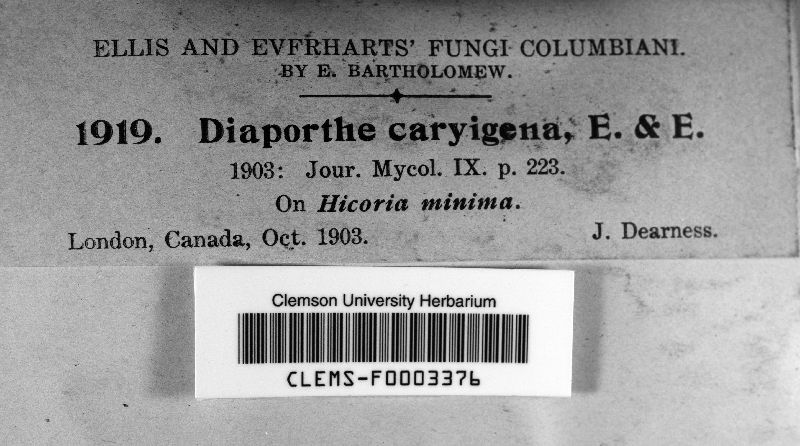 ELLIS AND EVERHARTS' FUNGI COLUMBIANI.
BY E. BARTHOLOMEW.
1919. Diaporthe caryigena, E. & E.
1903: Jour. Mycol. IX. p. 223.
On Hicoria minima.
London, Canada, Oct. 1903. J. Dearness.
Clemson University Herbarium
CLEMS-F0003376